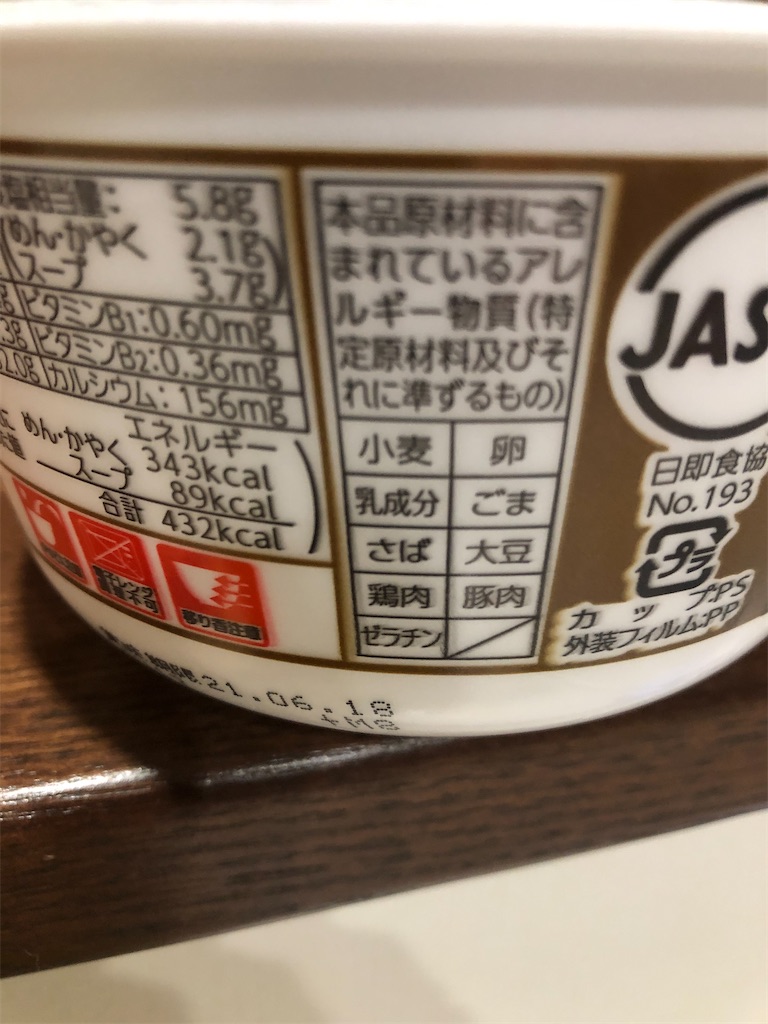 相当量: 5.8g
(めん・かやく 2.1g)
スープ 3.7g)
ビタミンB1:0.60mg
ビタミンB2:0.36mg
カルシウム: 156mg
エネルギー
めん・かやく 343kcal
スープ 89kcal
合計 432kcal
移り香注意
21.06.18
本品原材料に含
まれているアレ
ルギー物質(特
定原材料及びそ
れに準ずるもの)
小麦 卵
乳成分 ごま
さば 大豆
鶏肉 豚肉
ゼラチン
JAS
日即食協
No.193
プラ
カップ:PS
外装フィルム:PP